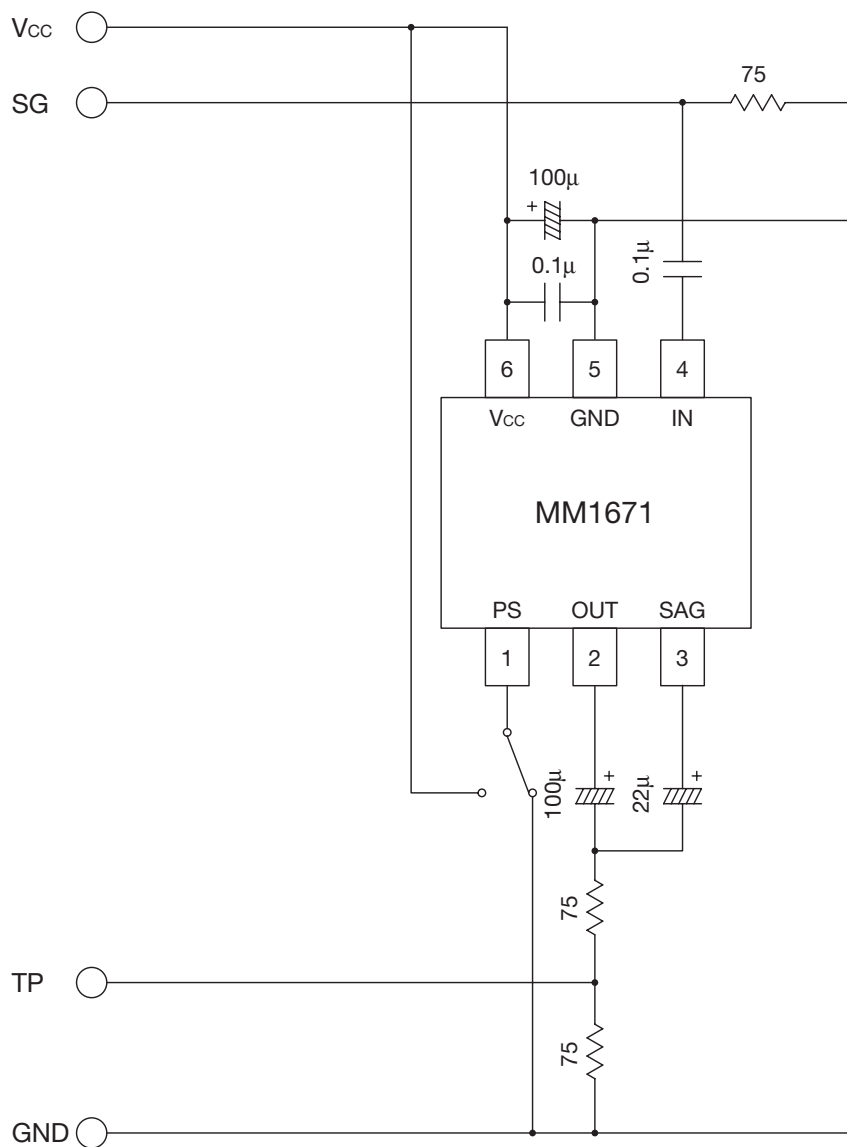 Vcc
75
SG
100μ
+
0.1μ
0.1μ
6
5
4
Vcc
GND
IN
MM1671
PS
OUT
SAG
1
2
3
100μ
+
22μ
+
75
TP
75
GND